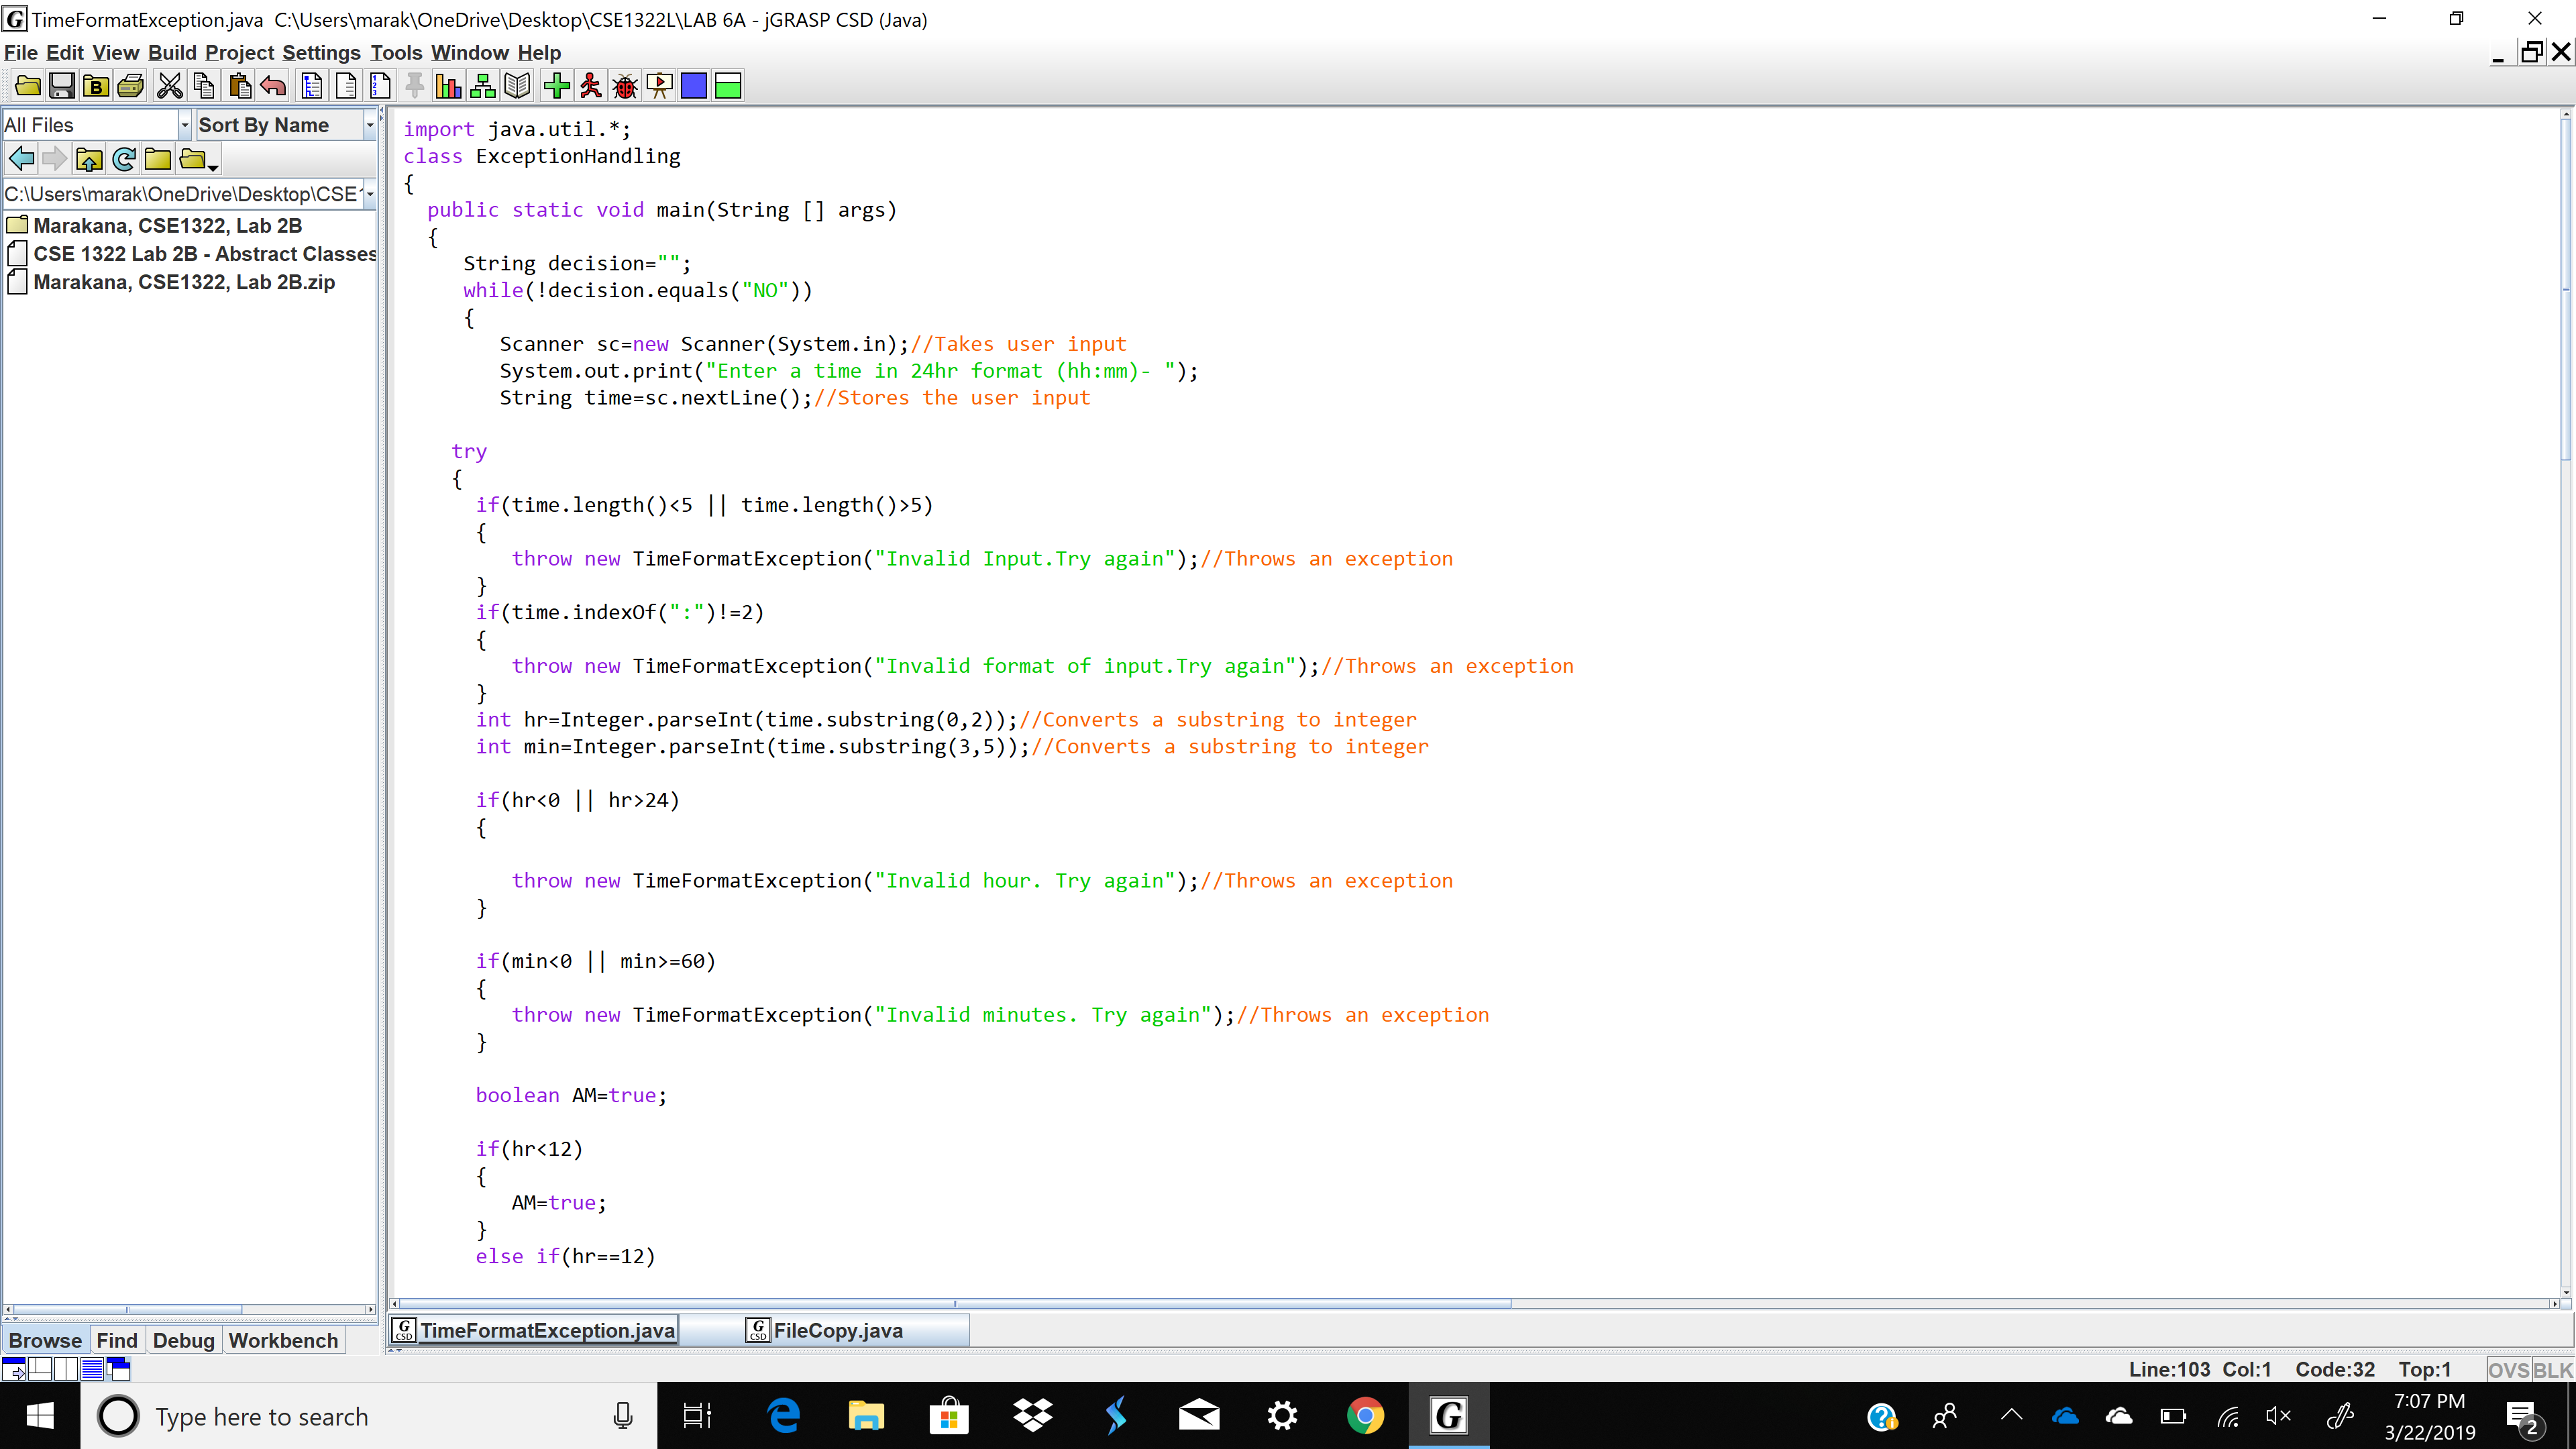 TimeFormatException.java  C:\Users\marak\OneDrive\Desktop\CSE1322L\LAB 6A - jGRASP CSD (Java)
File Edit View Build Project Settings Tools Window Help
All Files
Sort By Name
C:\Users\marak\OneDrive\Desktop\CSE
Marakana, CSE1322, Lab 2B
CSE 1322 Lab 2B - Abstract Classes
Marakana, CSE1322, Lab 2B.zip
import java.util.*;
class ExceptionHandling
{
  public static void main(String [] args)
  {
     String decision="";
     while(!decision.equals("NO"))
     {
        Scanner sc=new Scanner(System.in);//Takes user input
        System.out.print("Enter a time in 24hr format (hh:mm)- ");
        String time=sc.nextLine();//Stores the user input
    try
    {
      if(time.length()<5 || time.length()>5)
      {
         throw new TimeFormatException("Invalid Input.Try again");//Throws an exception
      }
      if(time.indexOf(":")!=2)
      {
         throw new TimeFormatException("Invalid format of input.Try again");//Throws an exception
      }
      int hr=Integer.parseInt(time.substring(0,2));//Converts a substring to integer
      int min=Integer.parseInt(time.substring(3,5));//Converts a substring to integer
      if(hr<0 || hr>24)
      {
         throw new TimeFormatException("Invalid hour. Try again");//Throws an exception
      }
      if(min<0 || min>=60)
      {
         throw new TimeFormatException("Invalid minutes. Try again");//Throws an exception
      }
      boolean AM=true;
      if(hr<12)
      {
         AM=true;
      }
      else if(hr==12)
TimeFormatException.java
FileCopy.java
Browse Find Debug Workbench
Line:103 Col:1 Code:32 Top:1 OVS BLK
Type here to search
7:07 PM
3/22/2019
2